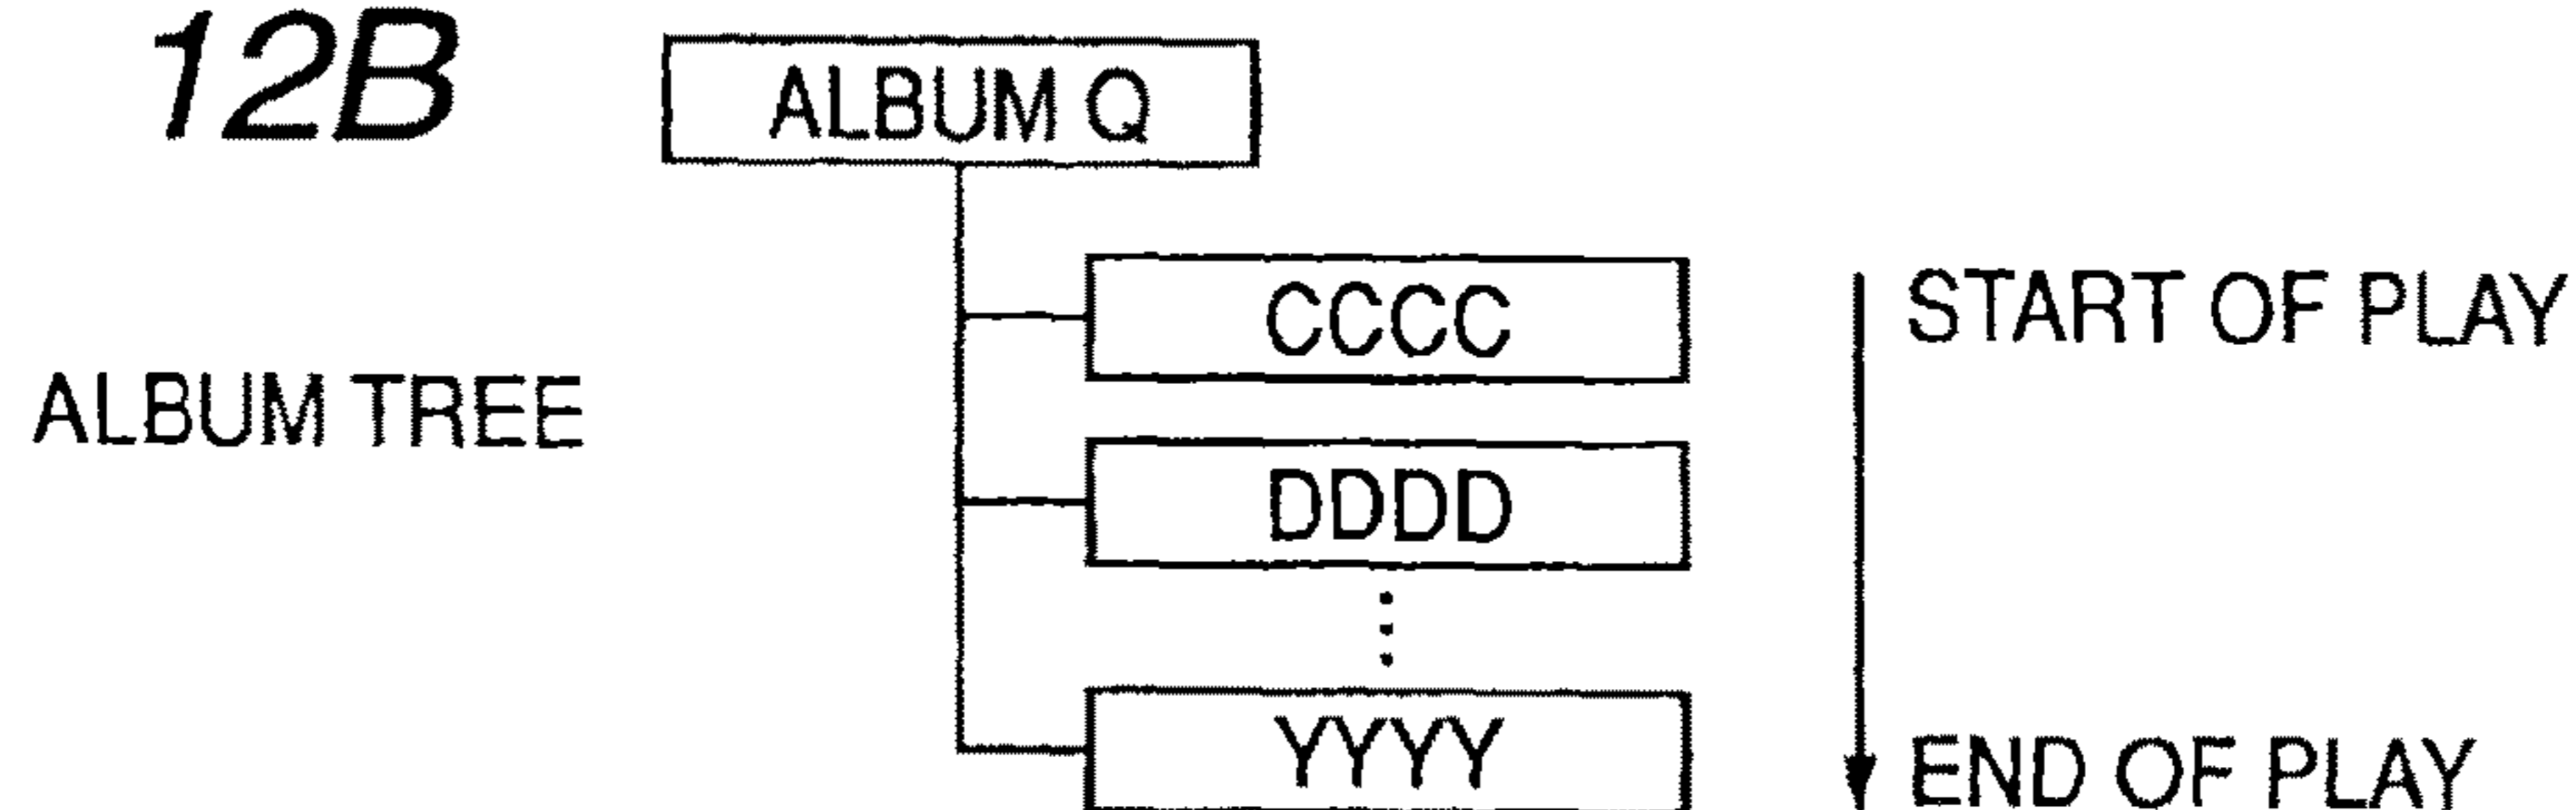 12B
ALBUM Q
CCCC
START OF PLAY
ALBUM TREE
DDDD
YYYY
END OF PLAY